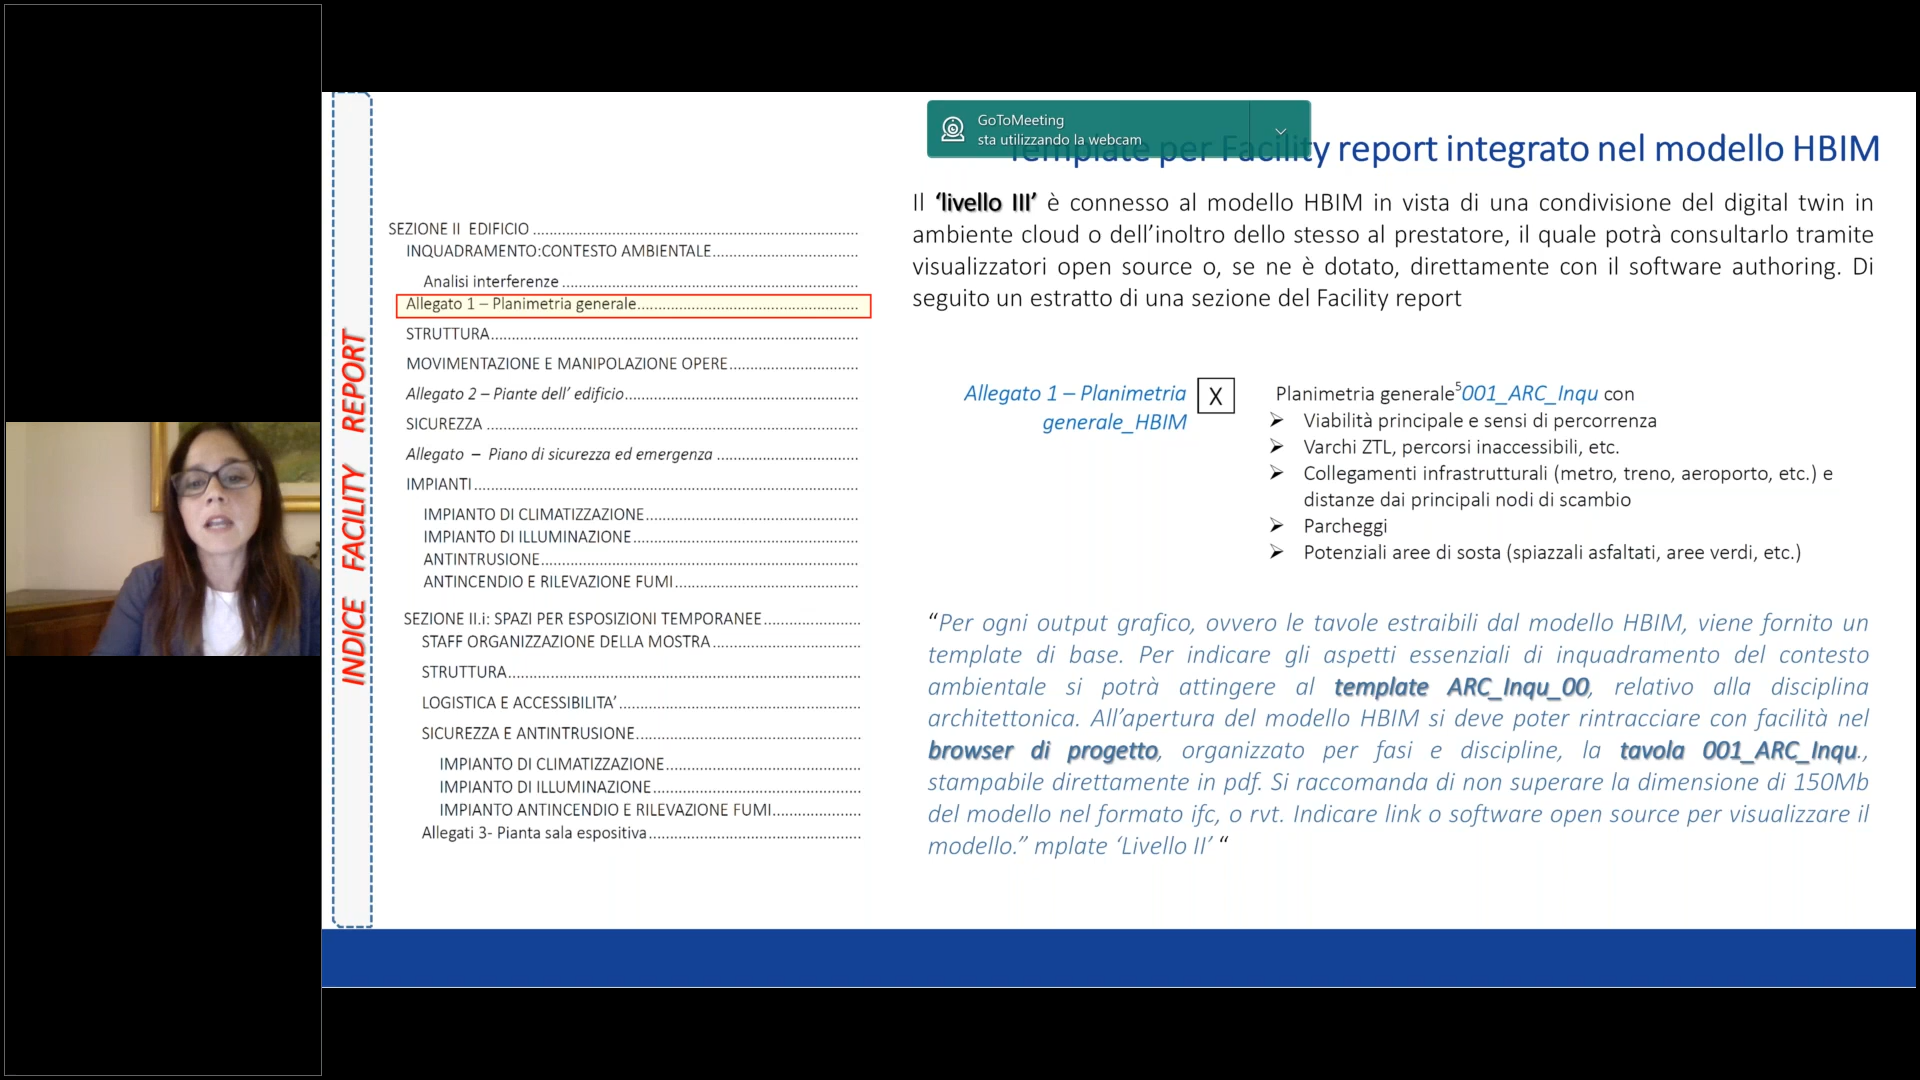 GoToMeeting
sta utilizzando la webcam
Template per Facility report integrato nel modello HBIM
INDICE FACILITY REPORT
SEZIONE II EDIFICIO
INQUADRAMENTO:CONTESTO AMBIENTALE
Analisi interferenze
Allegato 1 – Planimetria generale
STRUTTURA
MOVIMENTAZIONE E MANIPOLAZIONE OPERE
Allegato 2 – Piante dell’ edificio
SICUREZZA
Allegato – Piano di sicurezza ed emergenza
IMPIANTI
IMPIANTO DI CLIMATIZZAZIONE
IMPIANTO DI ILLUMINAZIONE
ANTINTRUSIONE
ANTINCENDIO E RILEVAZIONE FUMI
SEZIONE II.i: SPAZI PER ESPOSIZIONI TEMPORANEE
STAFF ORGANIZZAZIONE DELLA MOSTRA
STRUTTURA
LOGISTICA E ACCESSIBILITA’
SICUREZZA E ANTINTRUSIONE
IMPIANTO DI CLIMATIZZAZIONE
IMPIANTO DI ILLUMINAZIONE
IMPIANTO ANTINCENDIO E RILEVAZIONE FUMI
Allegati 3- Pianta sala espositiva
Il ‘livello III’ è connesso al modello HBIM in vista di una condivisione del digital twin in
ambiente cloud o dell’inoltro dello stesso al prestatore, il quale potrà consultarlo tramite
visualizzatori open source o, se ne è dotato, direttamente con il software authoring. Di
seguito un estratto di una sezione del Facility report
Allegato 1 – Planimetria
generale_HBIM
X
Planimetria generale⁵001_ARC_Inqu con
➢ Viabilità principale e sensi di percorrenza
➢ Varchi ZTL, percorsi inaccessibili, etc.
➢ Collegamenti infrastrutturali (metro, treno, aeroporto, etc.) e
distanze dai principali nodi di scambio
➢ Parcheggi
➢ Potenziali aree di sosta (spiazzali asfaltati, aree verdi, etc.)
“Per ogni output grafico, ovvero le tavole estraibili dal modello HBIM, viene fornito un
template di base. Per indicare gli aspetti essenziali di inquadramento del contesto
ambientale si potrà attingere al template ARC_Inqu_00, relativo alla disciplina
architettonica. All’apertura del modello HBIM si deve poter rintracciare con facilità nel
browser di progetto, organizzato per fasi e discipline, la tavola 001_ARC_Inqu.,
stampabile direttamente in pdf. Si raccomanda di non superare la dimensione di 150Mb
del modello nel formato ifc, o rvt. Indicare link o software open source per visualizzare il
modello.” mplate ‘Livello II’ “